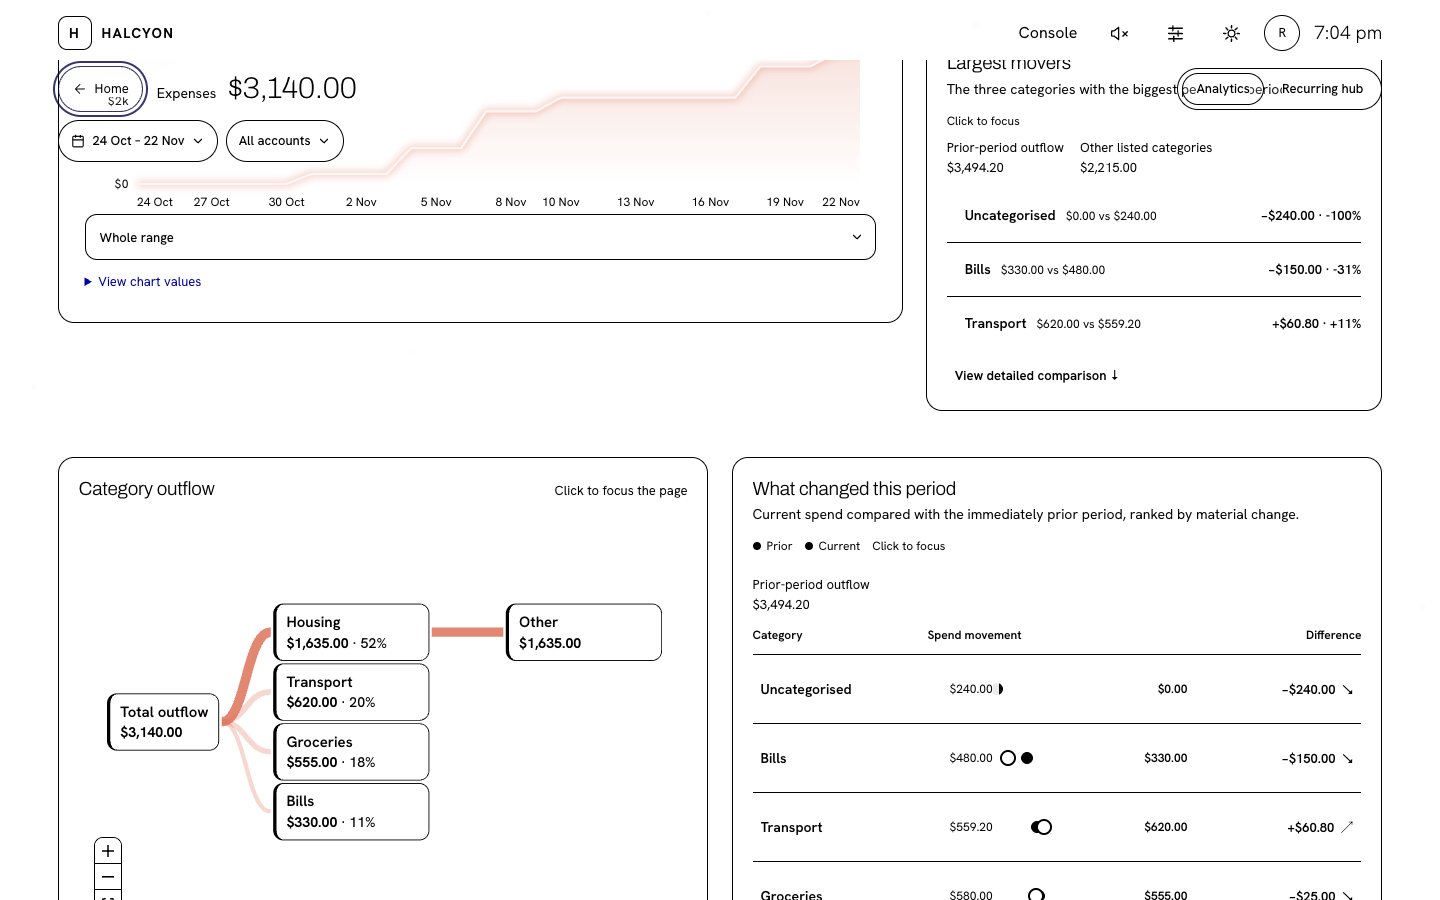 H HALCYON
Console
R
7:04 pm
Home
$2k
Expenses $3,140.00
24 Oct – 22 Nov
All accounts
$0
24 Oct 27 Oct 30 Oct 2 Nov 5 Nov 8 Nov 10 Nov 13 Nov 16 Nov 19 Nov 22 Nov
Whole range
View chart values
Largest movers
The three categories with the biggest
Analytics
Recurring hub
Click to focus
Prior-period outflow Other listed categories
$3,494.20 $2,215.00
Uncategorised $0.00 vs $240.00 −$240.00 · -100%
Bills $330.00 vs $480.00 −$150.00 · -31%
Transport $620.00 vs $559.20 +$60.80 · +11%
View detailed comparison ↓
Category outflow
Click to focus the page
Total outflow
$3,140.00
Housing
$1,635.00 · 52%
Transport
$620.00 · 20%
Groceries
$555.00 · 18%
Bills
$330.00 · 11%
Other
$1,635.00
What changed this period
Current spend compared with the immediately prior period, ranked by material change.
Prior Current Click to focus
Prior-period outflow
$3,494.20
Category Spend movement Difference
Uncategorised $240.00 $0.00 −$240.00 ↘
Bills $480.00 $330.00 −$150.00 ↘
Transport $559.20 $620.00 +$60.80 ↗
Groceries $580.00 $555.00 −$25.00 ↘